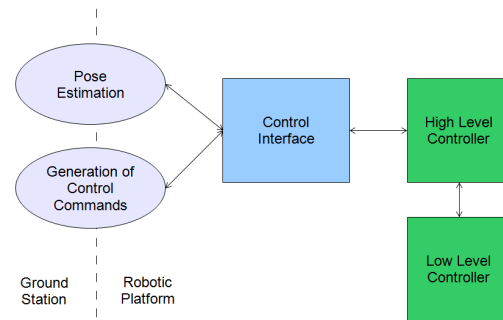 Pose
Estimation
Control
Interface
High Level
Controller
Generation of
Control
Commands
Low Level
Controller
Ground
Station
Robotic
Platform